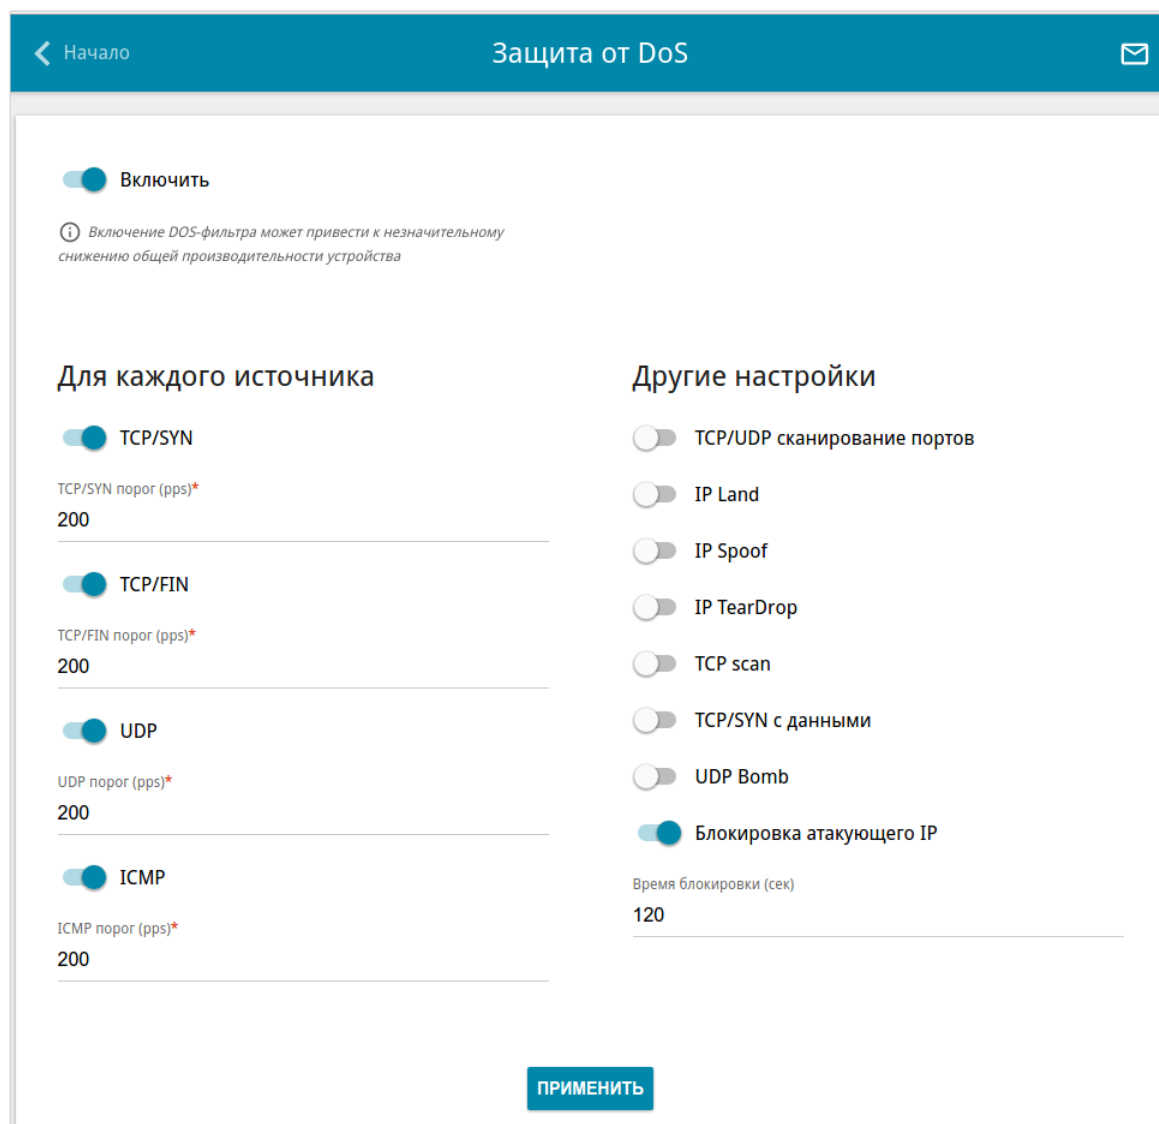 Начало
Защита от DoS
Включить
Включение DOS-фильтра может привести к незначительному
снижению общей производительности устройства
Для каждого источника
TCP/SYN
TCP/SYN порог (pps)*
200
TCP/FIN
TCP/FIN порог (pps)*
200
UDP
UDP порог (pps)*
200
ICMP
ICMP порог (pps)*
200
Другие настройки
TCP/UDP сканирование портов
IP Land
IP Spoof
IP TearDrop
TCP scan
TCP/SYN с данными
UDP Bomb
Блокировка атакующего IP
Время блокировки (сек)
120
ПРИМЕНИТЬ